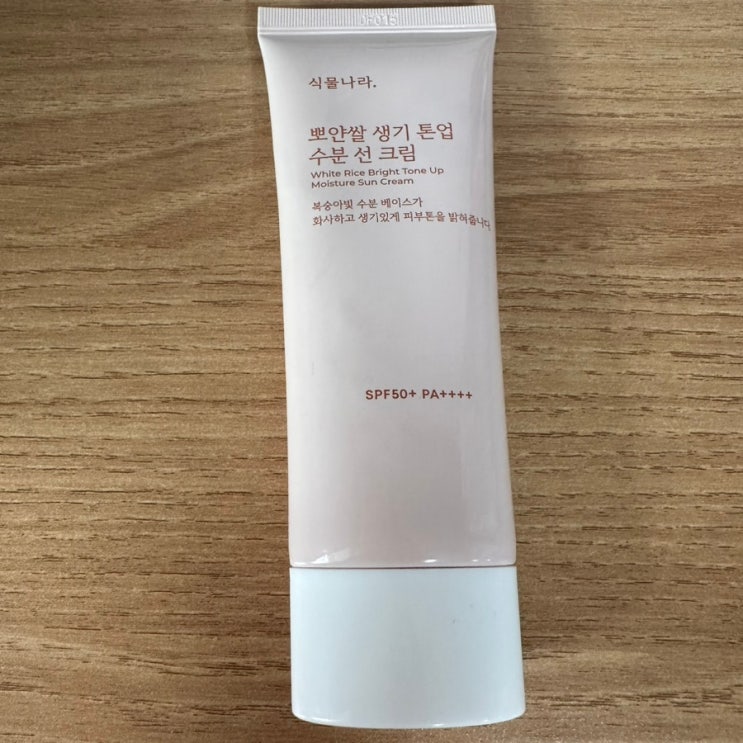 식물나라.
뽀얀쌀 생기 톤업
수분 선 크림
White Rice Bright Tone Up
Moisture Sun Cream
복숭아빛 수분 베이스가
화사하고 생기있게 피부톤을 밝혀줍니다.
SPF50+ PA++++